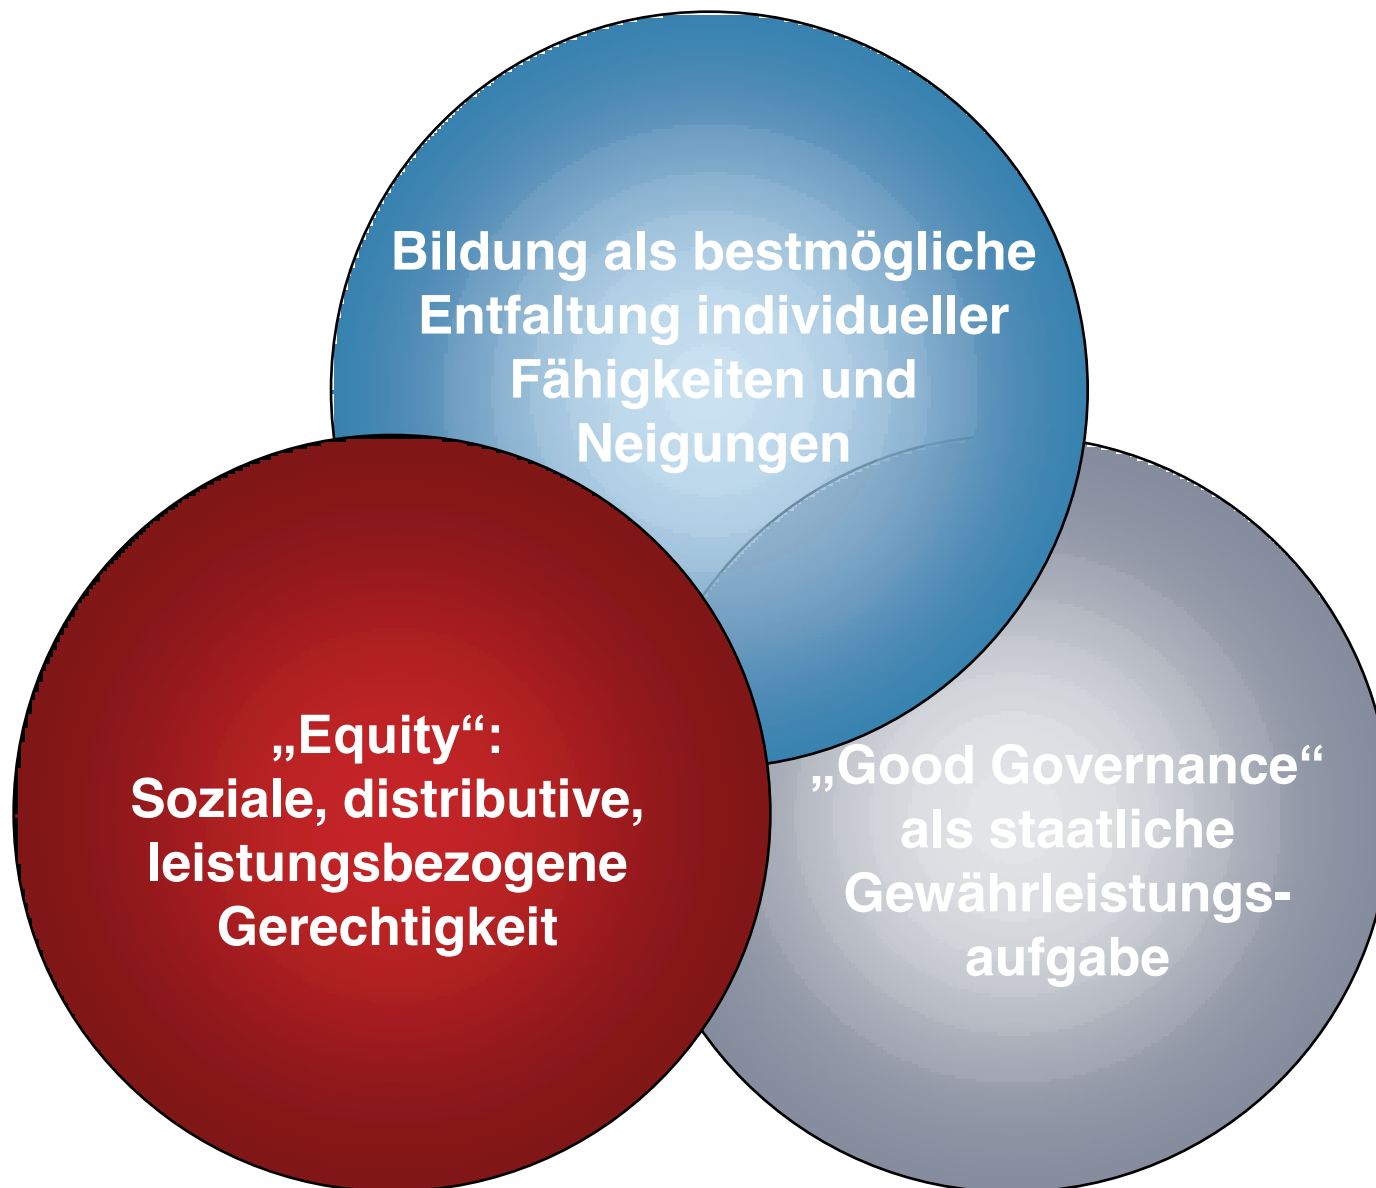 Bildung als bestmögliche
Entfaltung individueller
Fähigkeiten und
Neigungen
„Equity“:
Soziale, distributive,
leistungsbezogene
Gerechtigkeit
„Good Governance“
als staatliche
Gewährleistungs-
aufgabe